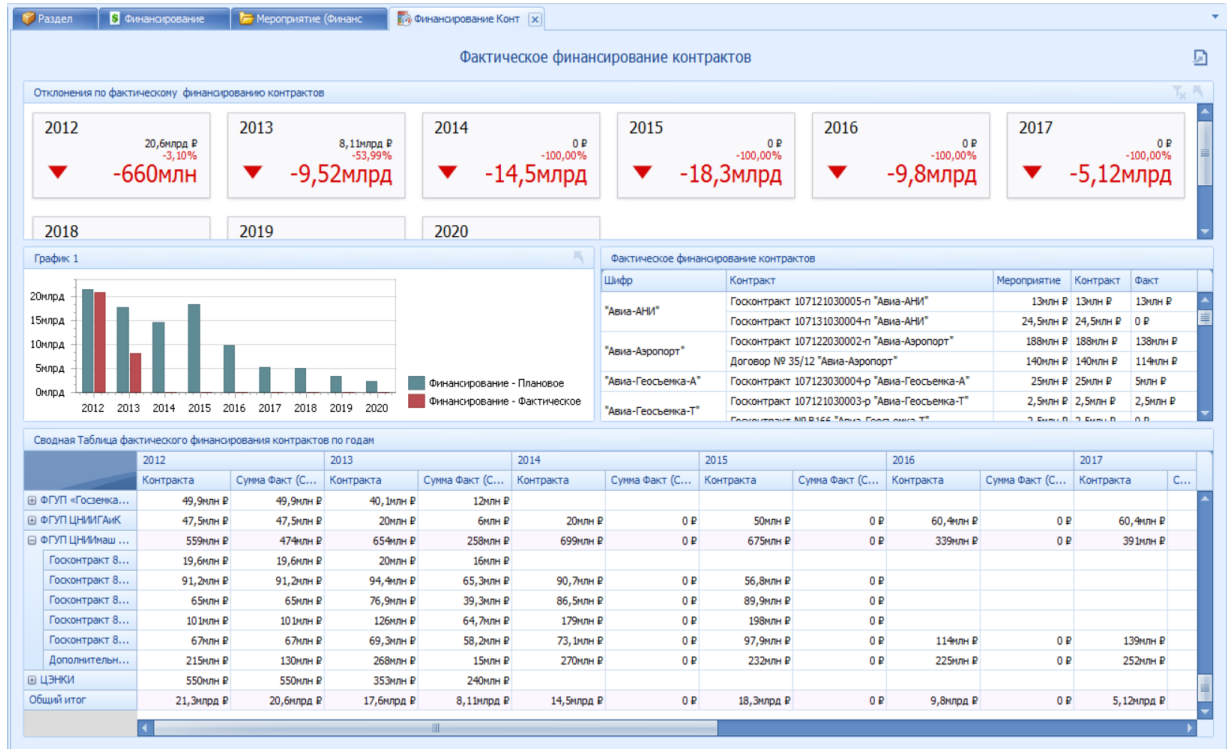 Раздел Финансирование Мероприятие (Финанс Финансирование Конт
Фактическое финансирование контрактов
Отклонения по фактическому финансированию контрактов
2012 2013 2014 2015 2016 2017
20,6млрд ₽ 8,11млрд ₽ 0 ₽ 0 ₽ 0 ₽ 0 ₽
-3,10% -53,99% -100,00% -100,00% -100,00% -100,00%
-660млн -9,52млрд -14,5млрд -18,3млрд -9,8млрд -5,12млрд
2018 2019 2020
График 1
20млрд
15млрд
10млрд
5млрд
0млрд
2012 2013 2014 2015 2016 2017 2018 2019 2020
Финансирование - Плановое
Финансирование - Фактическое
Фактическое финансирование контрактов
Шифр Контракт Мероприятие Контракт Факт
"Авиа-АНИ" Госконтракт 107121030005-п "Авиа-АНИ" 13млн ₽ 13млн ₽ 13млн ₽
Госконтракт 107131030004-п "Авиа-АНИ" 24,5млн ₽ 24,5млн ₽ 0 ₽
"Авиа-Аэропорт" Госконтракт 107122030002-п "Авиа-Аэропорт" 188млн ₽ 188млн ₽ 138млн ₽
Договор № 35/12 "Авиа-Аэропорт" 140млн ₽ 140млн ₽ 114млн ₽
"Авиа-Геосъемка-А" Госконтракт 107123030004-р "Авиа-Геосъемка-А" 25млн ₽ 25млн ₽ 5млн ₽
"Авиа-Геосъемка-Т" Госконтракт 107121030003-р "Авиа-Геосъемка-Т" 2,5млн ₽ 2,5млн ₽ 2,5млн ₽
Госконтракт № В166 "Авиа-Геосъемка-Т" 2,5млн ₽ 2,5млн ₽ 0 ₽
Сводная Таблица фактического финансирования контрактов по годам
2012 2013 2014 2015 2016 2017
Контракта Сумма Факт (С... Контракта Сумма Факт (С... Контракта Сумма Факт (С... Контракта Сумма Факт (С... Контракта Сумма Факт (С... Контракта С...
ФГУП «Госземка... 49,9млн ₽ 49,9млн ₽ 40,1млн ₽ 12млн ₽
ФГУП ЦНИИГАиК 47,5млн ₽ 47,5млн ₽ 20млн ₽ 6млн ₽ 20млн ₽ 0 ₽ 50млн ₽ 0 ₽ 60,4млн ₽ 0 ₽ 60,4млн ₽
ФГУП ЦНИИмаш ... 559млн ₽ 474млн ₽ 654млн ₽ 258млн ₽ 699млн ₽ 0 ₽ 675млн ₽ 0 ₽ 339млн ₽ 0 ₽ 391млн ₽
Госконтракт 8... 19,6млн ₽ 19,6млн ₽ 20млн ₽ 16млн ₽
Госконтракт 8... 91,2млн ₽ 91,2млн ₽ 94,4млн ₽ 65,3млн ₽ 90,7млн ₽ 0 ₽ 56,8млн ₽ 0 ₽
Госконтракт 8... 65млн ₽ 65млн ₽ 76,9млн ₽ 39,3млн ₽ 86,5млн ₽ 0 ₽ 89,9млн ₽ 0 ₽
Госконтракт 8... 101млн ₽ 101млн ₽ 126млн ₽ 64,7млн ₽ 179млн ₽ 0 ₽ 198млн ₽ 0 ₽
Госконтракт 8... 67млн ₽ 67млн ₽ 69,3млн ₽ 58,2млн ₽ 73,1млн ₽ 0 ₽ 97,9млн ₽ 0 ₽ 114млн ₽ 0 ₽ 139млн ₽
Дополнительн... 215млн ₽ 130млн ₽ 268млн ₽ 15млн ₽ 270млн ₽ 0 ₽ 232млн ₽ 0 ₽ 225млн ₽ 0 ₽ 252млн ₽
ЦЭНКИ 550млн ₽ 550млн ₽ 353млн ₽ 240млн ₽
Общий итог 21,3млрд ₽ 20,6млрд ₽ 17,6млрд ₽ 8,11млрд ₽ 14,5млрд ₽ 0 ₽ 18,3млрд ₽ 0 ₽ 9,8млрд ₽ 0 ₽ 5,12млрд ₽